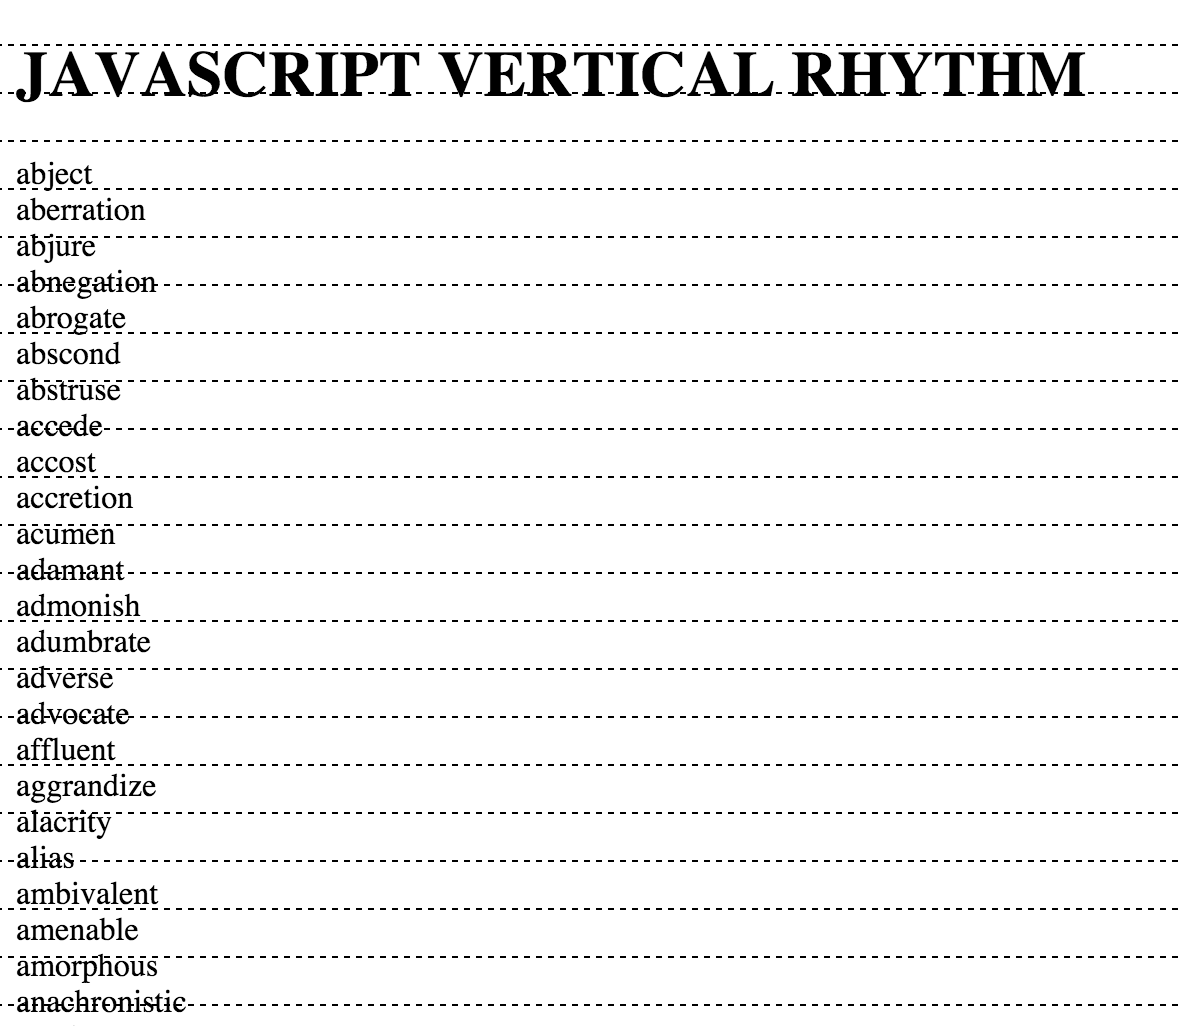 JAVASCRIPT VERTICAL RHYTHM
abject
aberration
abjure
abnegation
abrogate
abscond
abstruse
accede
accost
accretion
acumen
adamant
admonish
adumbrate
adverse
advocate
affluent
aggrandize
alacrity
alias
ambivalent
amenable
amorphous
anachronistic